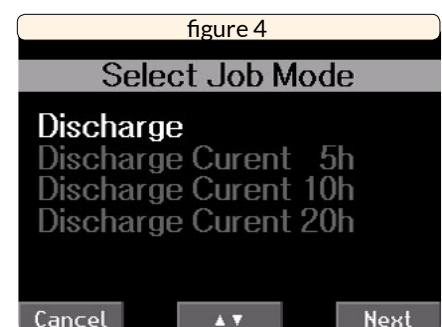 figure 4
Select Job Mode
Discharge
Discharge Curent 5h
Discharge Curent 10h
Discharge Curent 20h
Cancel ▲▼ Next